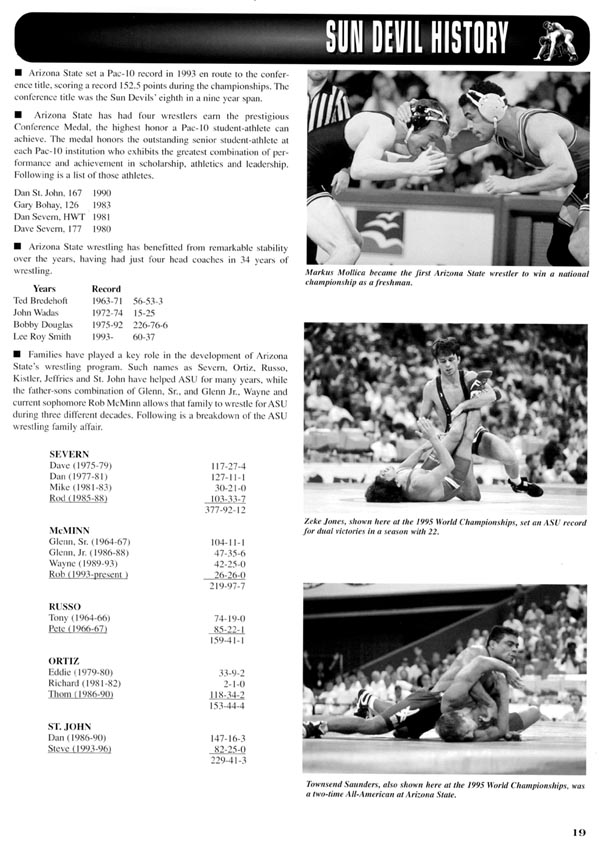 SUN DEVIL HISTORY
■ Arizona State set a Pac-10 record in 1993 en route to the confer-
ence title, scoring a record 152.5 points during the championships. The
conference title was the Sun Devils' eighth in a nine year span.
■ Arizona State has had four wrestlers earn the prestigious
Conference Medal, the highest honor a Pac-10 student-athlete can
achieve. The medal honors the outstanding senior student-athlete at
each Pac-10 institution who exhibits the greatest combination of per-
formance and achievement in scholarship, athletics and leadership.
Following is a list of those athletes.
Dan St. John, 167 1990
Gary Bohay, 126 1983
Dan Severn, HWT 1981
Dave Severn, 177 1980
■ Arizona State wrestling has benefitted from remarkable stability
over the years, having had just four head coaches in 34 years of
wrestling.
Years Record
Ted Bredehoft 1963-71 56-53-3
John Wadas 1972-74 15-25
Bobby Douglas 1975-92 226-76-6
Lee Roy Smith 1993- 60-37
■ Families have played a key role in the development of Arizona
State's wrestling program. Such names as Severn, Ortiz, Russo,
Kistler, Jeffries and St. John have helped ASU for many years, while
the father-sons combination of Glenn, Sr., and Glenn Jr., Wayne and
current sophomore Rob McMinn allows that family to wrestle for ASU
during three different decades. Following is a breakdown of the ASU
wrestling family affair.
SEVERN
Dave (1975-79) 117-27-4
Dan (1977-81) 127-11-1
Mike (1981-83) 30-21-0
Rod (1985-88) 103-33-7
377-92-12
McMINN
Glenn, Sr. (1964-67) 104-11-1
Glenn, Jr. (1986-88) 47-35-6
Wayne (1989-93) 42-25-0
Rob (1993-present ) 26-26-0
219-97-7
RUSSO
Tony (1964-66) 74-19-0
Pete (1966-67) 85-22-1
159-41-1
ORTIZ
Eddie (1979-80) 33-9-2
Richard (1981-82) 2-1-0
Thom (1986-90) 118-34-2
153-44-4
ST. JOHN
Dan (1986-90) 147-16-3
Steve (1993-96) 82-25-0
229-41-3
Markus Mollica became the first Arizona State wrestler to win a national
championship as a freshman.
Zeke Jones, shown here at the 1995 World Championships, set an ASU record
for dual victories in a season with 22.
Townsend Saunders, also shown here at the 1995 World Championships, was
a two-time All-American at Arizona State.
19